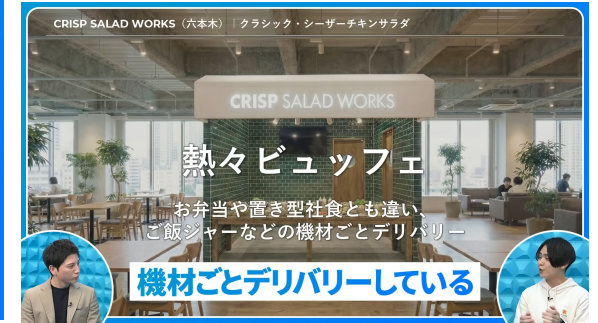 CRISP SALAD WORKS（六本木）｜クラシック・シーザーチキンサラダ
CRISP SALAD WORKS
熱々ビュッフェ
お弁当や置き型社食とも違い、
ご飯ジャーなどの機材ごとデリバリー
機材ごとデリバリーしている